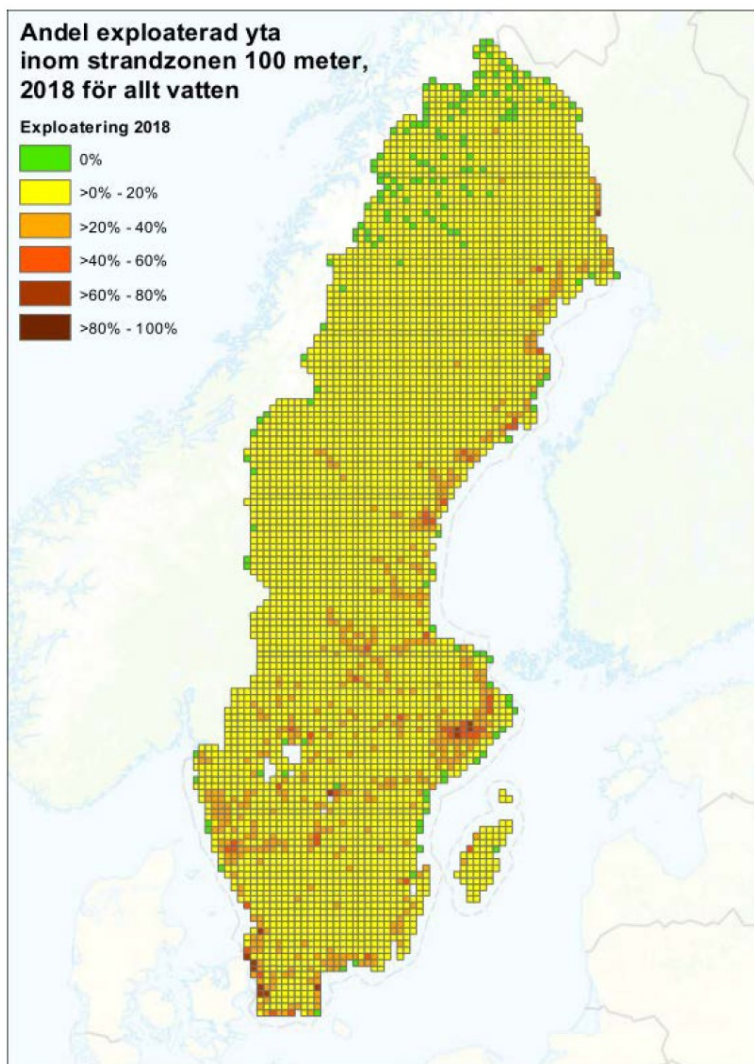 Andel exploaterad yta
inom strandzonen 100 meter,
2018 för allt vatten
Exploatering 2018
0%
>0% - 20%
>20% - 40%
>40% - 60%
>60% - 80%
>80% - 100%